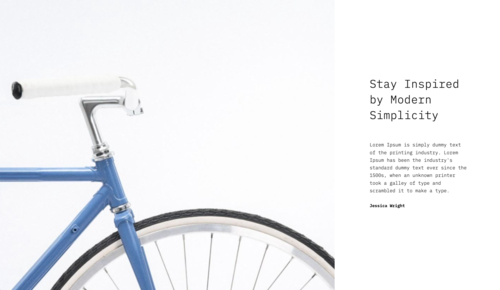 Stay Inspired
by Modern
Simplicity
Lorem Ipsum is simply dummy text
of the printing industry. Lorem
Ipsum has been the industry's
standard dummy text ever since the
1500s, when an unknown printer
took a galley of type and
scrambled it to make a type.
Jessica Wright